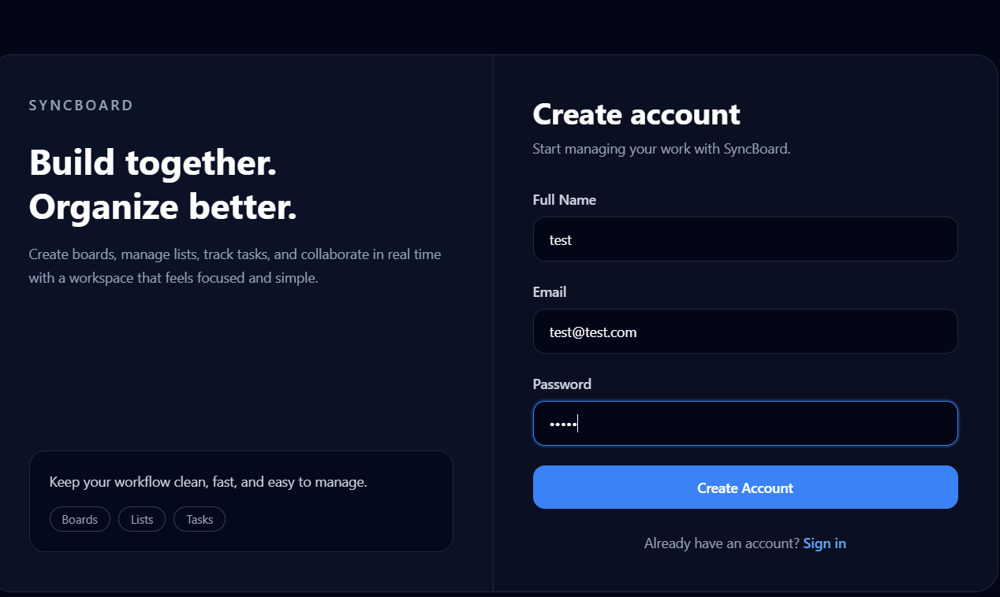 SYNCBOARD
Build together.
Organize better.
Create boards, manage lists, track tasks, and collaborate in real time
with a workspace that feels focused and simple.
Keep your workflow clean, fast, and easy to manage.
Boards Lists Tasks
Create account
Start managing your work with SyncBoard.
Full Name
test
Email
test@test.com
Password
•••••
Create Account
Already have an account? Sign in